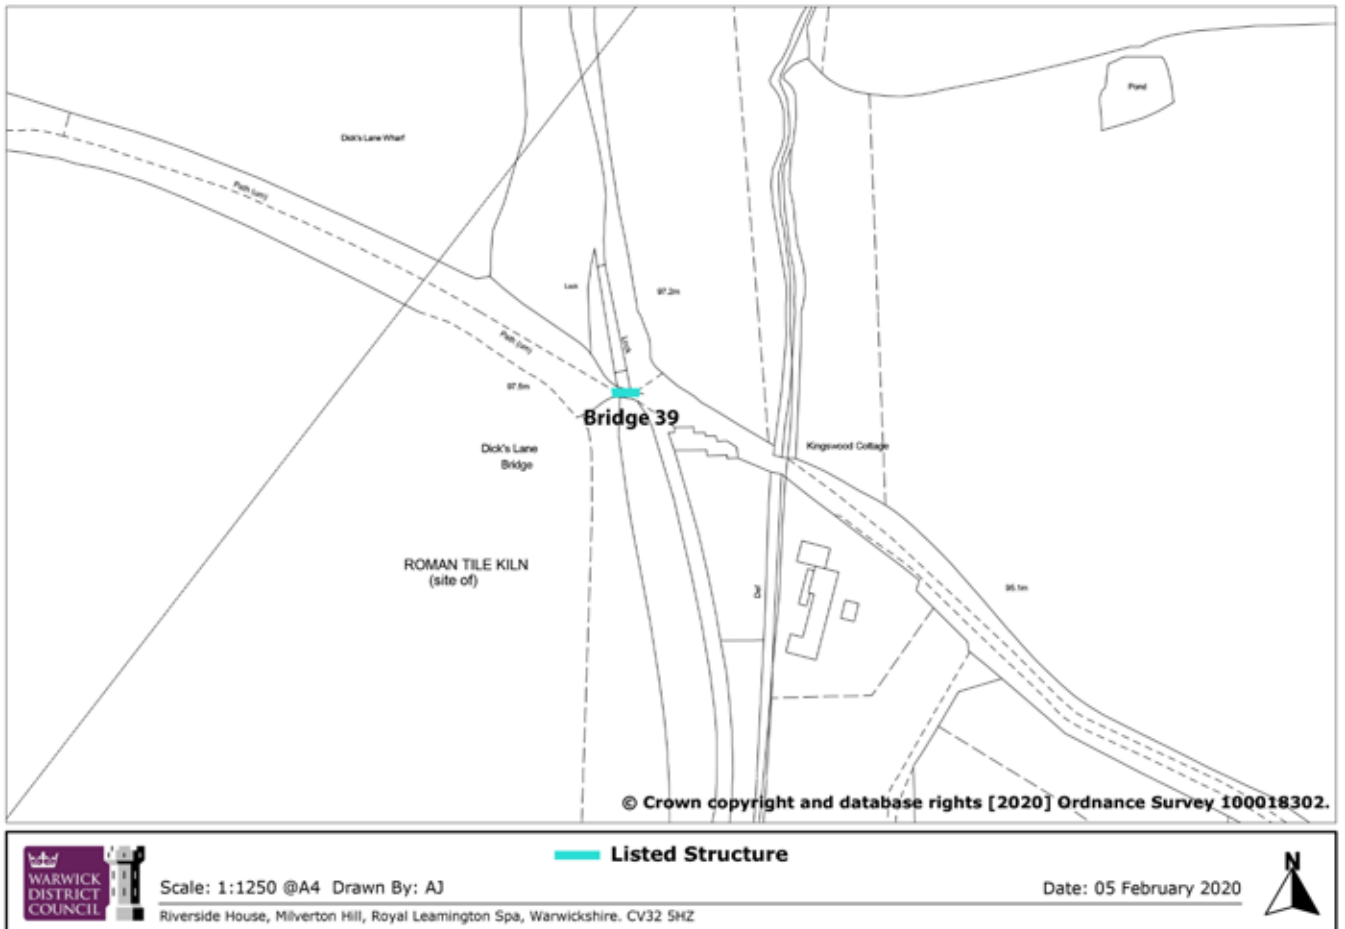 Pond
Dick's Lane Wharf
Path (um)
Lock
97.2m
Lock
Path (um)
97.8m
Bridge 39
Dick's Lane
Bridge
Kingswood Cottage
ROMAN TILE KILN
(site of)
Def
95.1m
© Crown copyright and database rights [2020] Ordnance Survey 100018302.
WARWICK
DISTRICT
COUNCIL
Listed Structure
N
Scale: 1:1250 @A4 Drawn By: AJ
Date: 05 February 2020
Riverside House, Milverton Hill, Royal Leamington Spa, Warwickshire. CV32 5HZ